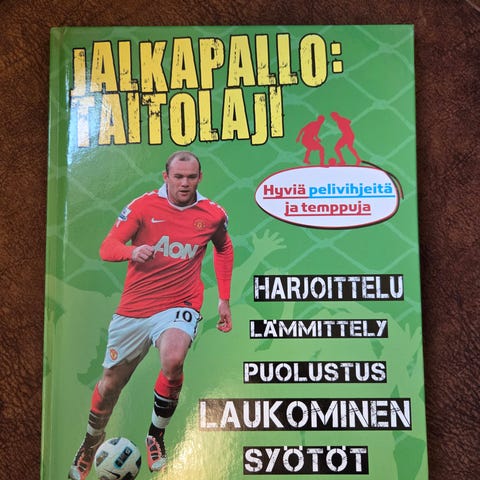 JALKAPALLO:
TAITOLAJI
Hyviä pelivihjeitä
ja temppuja
AON
10
HARJOITTELU
LÄMMITTELY
PUOLUSTUS
LAUKOMINEN
SYÖTÖT